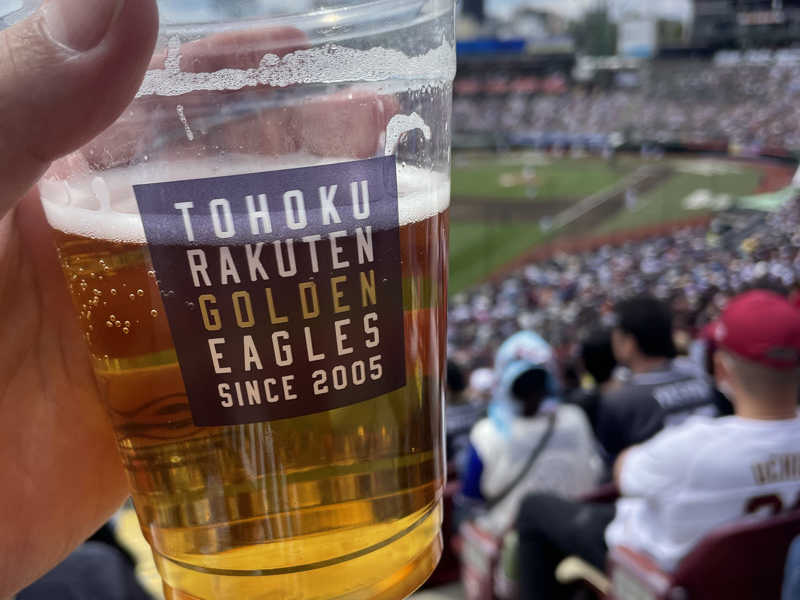 TOHOKU
RAKUTEN
GOLDEN
EAGLES
SINCE 2005